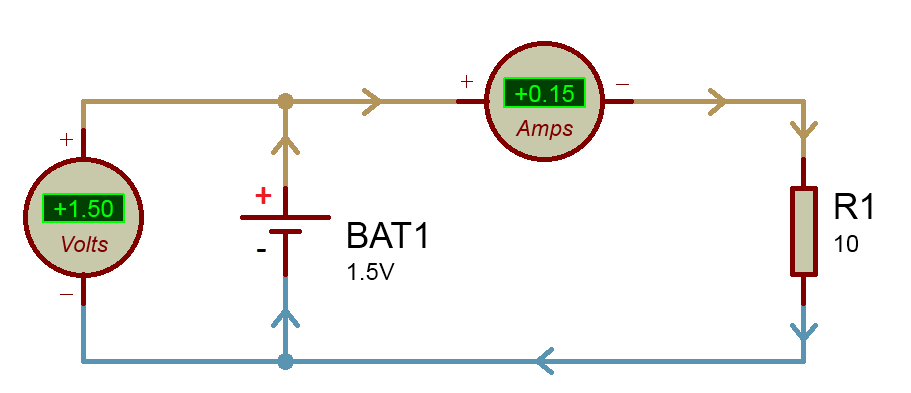 + −
+0.15
Amps
+
+1.50
Volts
−
+
-
BAT1
1.5V
R1
10